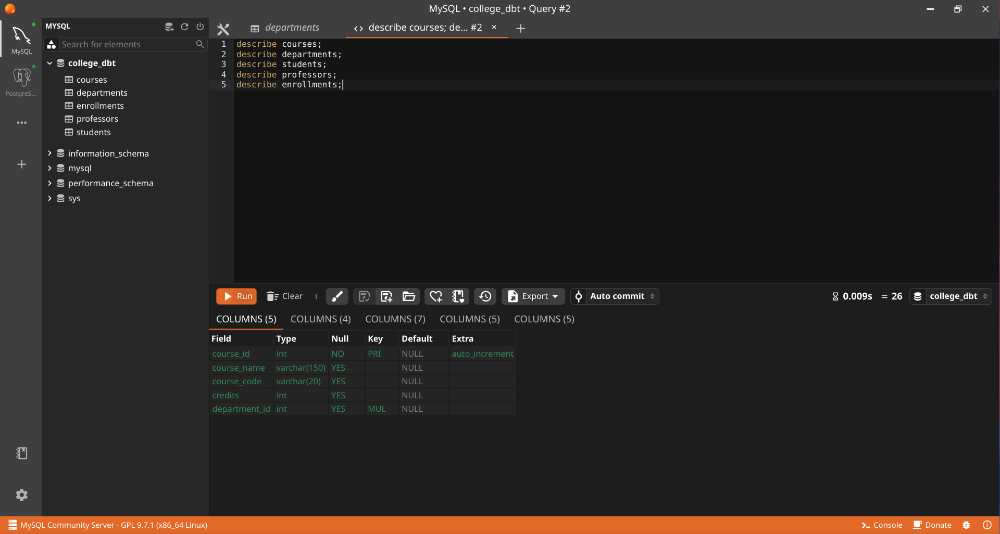 MySQL • college_dbt • Query #2
MySQL
PostgreS...
MYSQL
Search for elements
college_dbt
courses
departments
enrollments
professors
students
information_schema
mysql
performance_schema
sys
departments
describe courses; de... #2
1 describe courses;
2 describe departments;
3 describe students;
4 describe professors;
5 describe enrollments;
Run Clear Export Auto commit 0.009s = 26 college_dbt
COLUMNS (5) COLUMNS (4) COLUMNS (7) COLUMNS (5) COLUMNS (5)
Field Type Null Key Default Extra
course_id int NO PRI NULL auto_increment
course_name varchar(150) YES NULL
course_code varchar(20) YES NULL
credits int YES NULL
department_id int YES MUL NULL
MySQL Community Server - GPL 9.7.1 (x86_64 Linux)
Console Donate